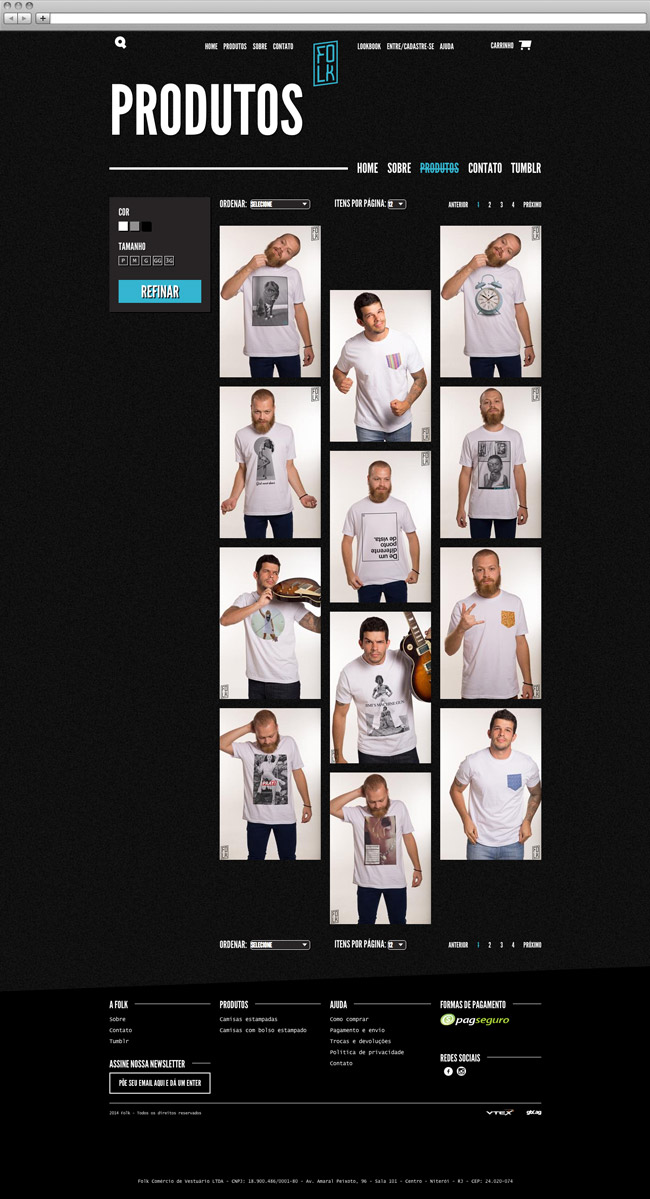 HOME PRODUTOS SOBRE CONTATO
FO
LK
LOOKBOOK ENTRE/CADASTRE-SE AJUDA
CARRINHO
PRODUTOS
HOME SOBRE PRODUTOS CONTATO TUMBLR
COR
TAMANHO
P M G GG 3G
REFINAR
ORDENAR: SELECIONE
ITENS POR PÁGINA: 12
ANTERIOR 1 2 3 4 PRÓXIMO
De um
diferente
ponto
de vista.
ORDENAR: SELECIONE
ITENS POR PÁGINA: 12
ANTERIOR 1 2 3 4 PRÓXIMO
A FOLK
Sobre
Contato
Tumblr
ASSINE NOSSA NEWSLETTER
PÕE SEU EMAIL AQUI E DÁ UM ENTER
PRODUTOS
Camisas estampadas
Camisas com bolso estampado
AJUDA
Como comprar
Pagamento e envio
Trocas e devoluções
Política de privacidade
Contato
FORMAS DE PAGAMENTO
pagseguro
REDES SOCIAIS
2014 Folk - Todos os direitos reservados
VTEX
Folk Comércio de Vestuário LTDA - CNPJ: 18.900.486/0001-80 - Av. Amaral Peixoto, 96 - Sala 101 - Centro - Niterói - RJ - CEP: 24.020-074